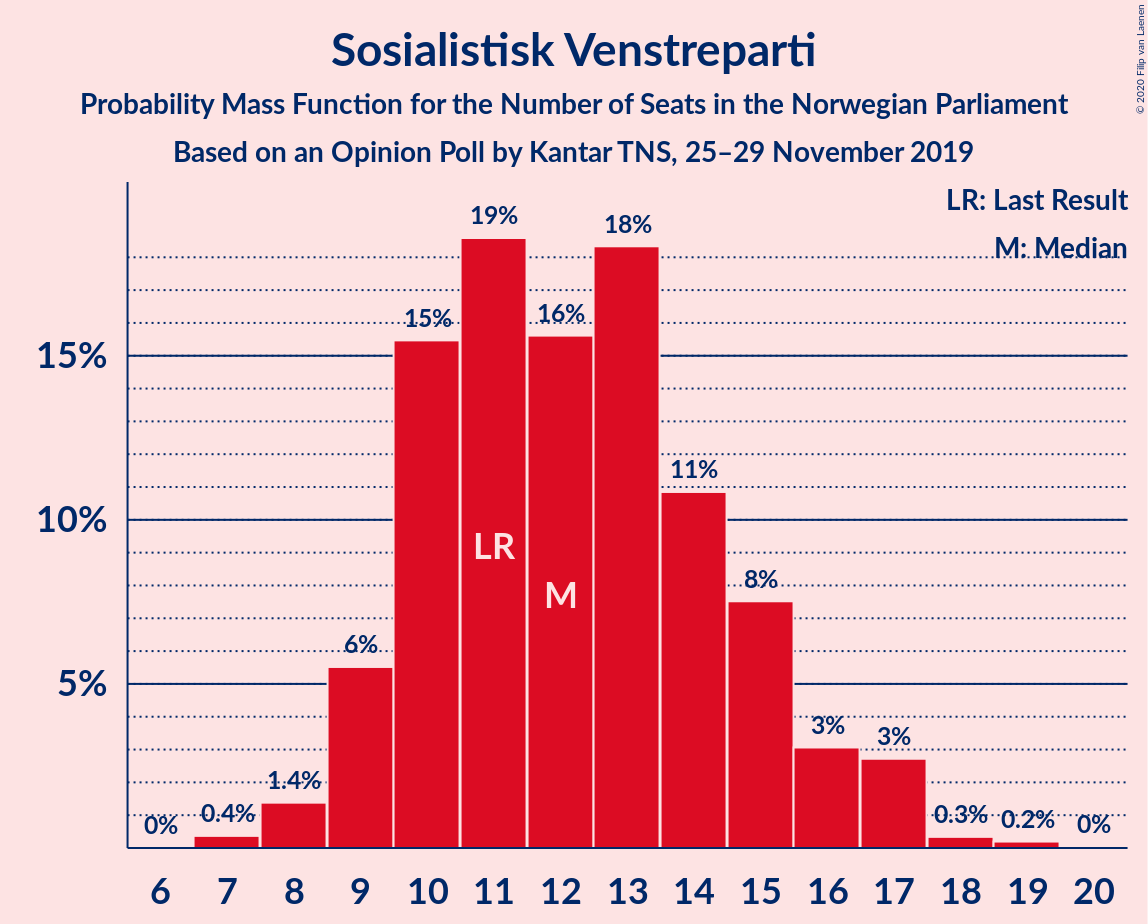 Sosialistisk Venstreparti
Probability Mass Function for the Number of Seats in the Norwegian Parliament
Based on an Opinion Poll by Kantar TNS, 25–29 November 2019
© 2020 Filip van Laenen
LR: Last Result
M: Median
15%
10%
5%
0%
0.4%
1.4%
6%
15%
19%
16%
18%
11%
8%
3%
3%
0.3%
0.2%
0%
LR
M
6 7 8 9 10 11 12 13 14 15 16 17 18 19 20